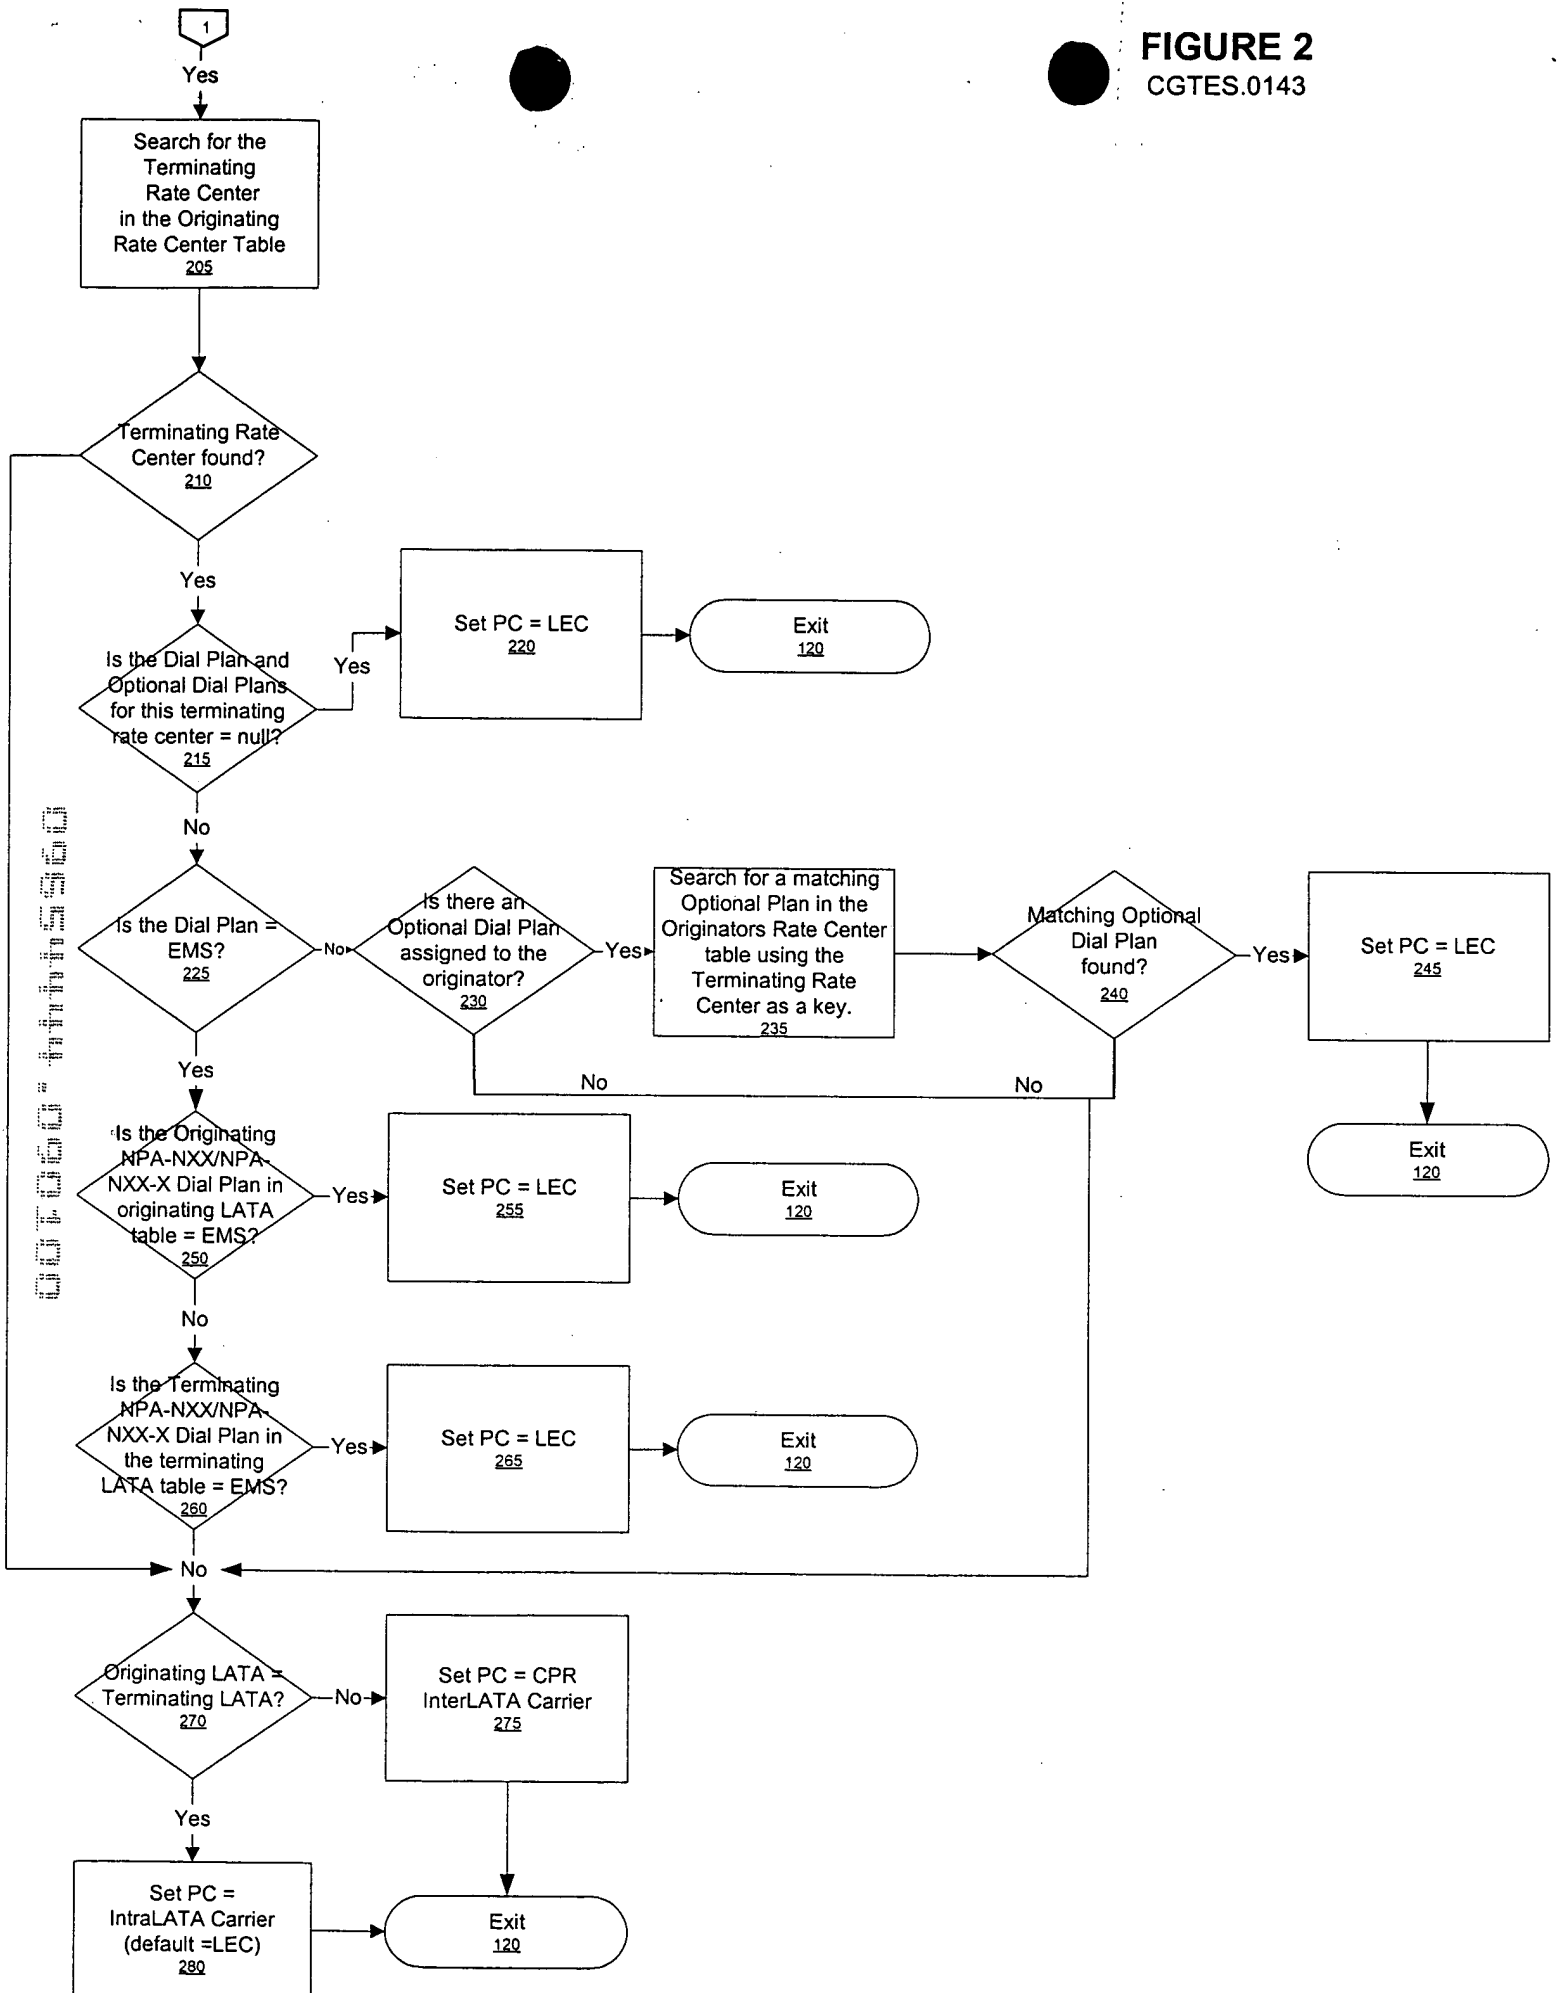 1
FIGURE 2
CGTES.0143
Yes
Search for the
Terminating
Rate Center
in the Originating
Rate Center Table
205
Terminating Rate
Center found?
210
Yes
Is the Dial Plan and
Optional Dial Plans
for this terminating
rate center = null?
215
Yes
Set PC = LEC
220
Exit
120
No
Is the Dial Plan =
EMS?
225
No
Is there an
Optional Dial Plan
assigned to the
originator?
230
Yes
Search for a matching
Optional Plan in the
Originators Rate Center
table using the
Terminating Rate
Center as a key.
235
Matching Optional
Dial Plan
found?
240
Yes
Set PC = LEC
245
Exit
120
No
No
Yes
Is the Originating
NPA-NXX/NPA-
NXX-X Dial Plan in
originating LATA
table = EMS?
250
Yes
Set PC = LEC
255
Exit
120
No
Is the Terminating
NPA-NXX/NPA-
NXX-X Dial Plan in
the terminating
LATA table = EMS?
260
Yes
Set PC = LEC
265
Exit
120
No
Originating LATA =
Terminating LATA?
270
No
Set PC = CPR
InterLATA Carrier
275
Yes
Set PC =
IntraLATA Carrier
(default =LEC)
280
Exit
120